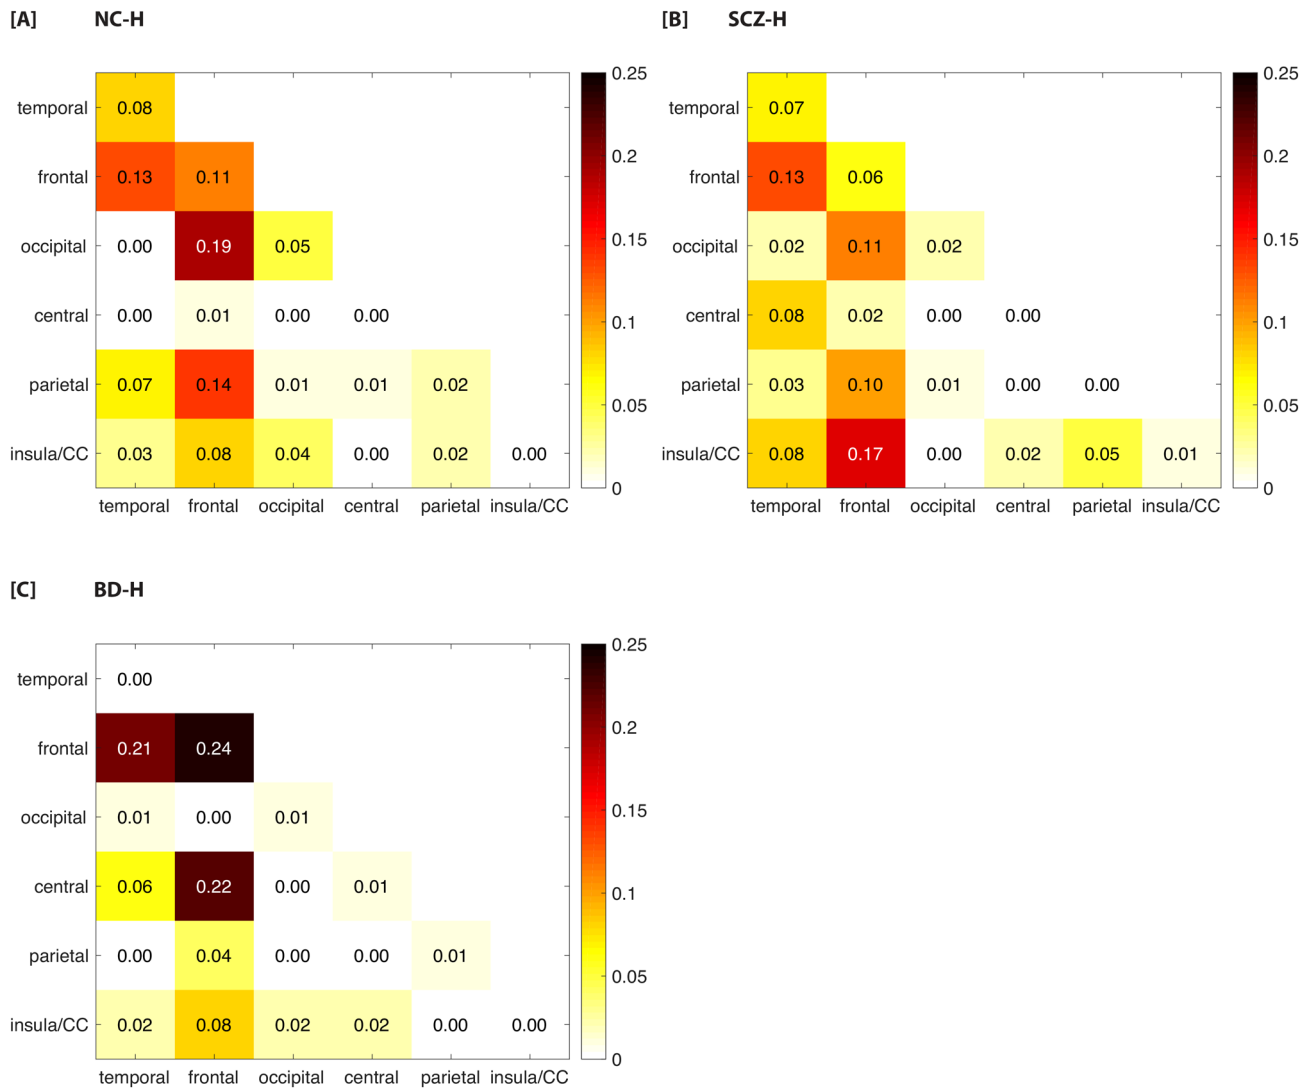 [A] NC-H
0.25
temporal 0.08
0.2
frontal 0.13 0.11
0.15
occipital 0.00 0.19 0.05
0.1
central 0.00 0.01 0.00 0.00
parietal 0.07 0.14 0.01 0.01 0.02
0.05
insula/CC 0.03 0.08 0.04 0.00 0.02 0.00
0
temporal frontal occipital central parietal insula/CC
[B] SCZ-H
0.25
temporal 0.07
0.2
frontal 0.13 0.06
0.15
occipital 0.02 0.11 0.02
0.1
central 0.08 0.02 0.00 0.00
parietal 0.03 0.10 0.01 0.00 0.00
0.05
insula/CC 0.08 0.17 0.00 0.02 0.05 0.01
0
temporal frontal occipital central parietal insula/CC
[C] BD-H
0.25
temporal 0.00
0.2
frontal 0.21 0.24
0.15
occipital 0.01 0.00 0.01
0.1
central 0.06 0.22 0.00 0.01
parietal 0.00 0.04 0.00 0.00 0.01
0.05
insula/CC 0.02 0.08 0.02 0.02 0.00 0.00
0
temporal frontal occipital central parietal insula/CC